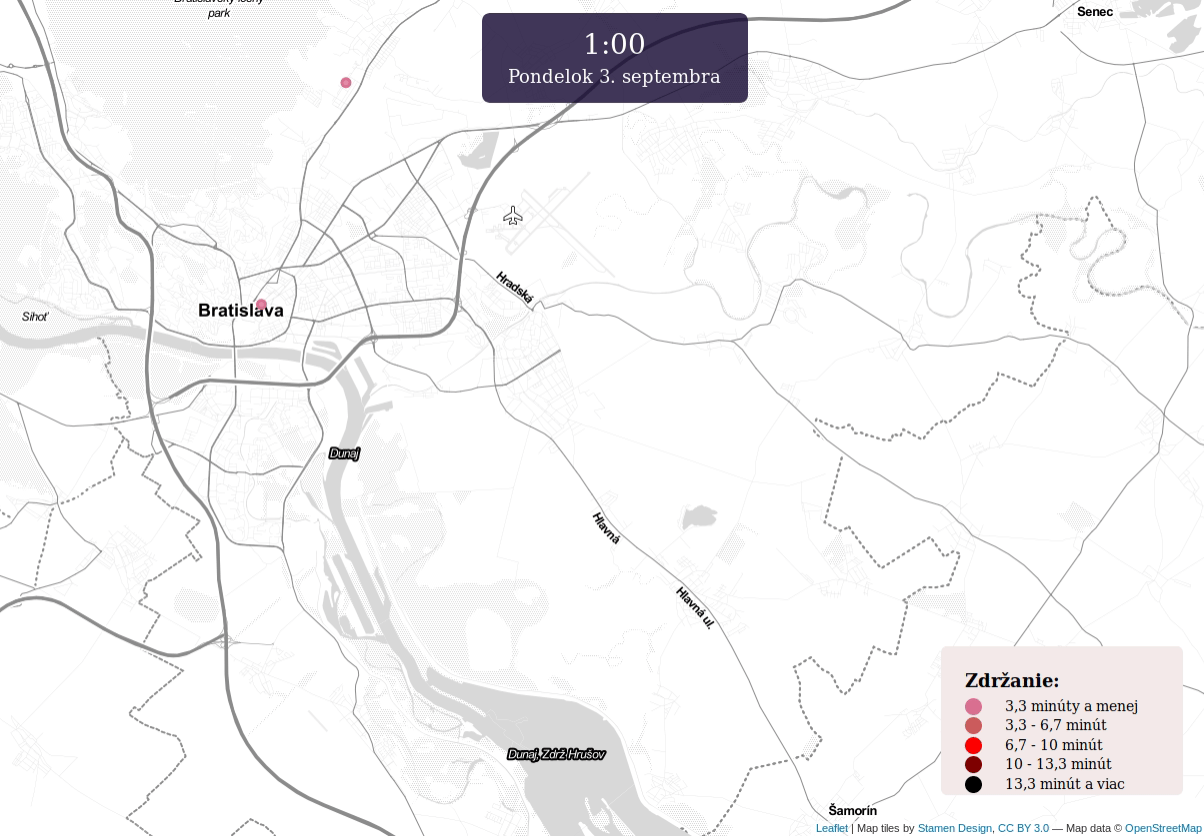 Bratislavský lesný
park
Senec
1:00
Pondelok 3. septembra
Hradská
Bratislava
Sihoť
Dunaj
Hlavná
Hlavná ul.
Dunaj, Zdrž Hrušov
Šamorín
Zdržanie:
3,3 minúty a menej
3,3 - 6,7 minút
6,7 - 10 minút
10 - 13,3 minút
13,3 minút a viac
Leaflet | Map tiles by Stamen Design, CC BY 3.0 — Map data © OpenStreetMap